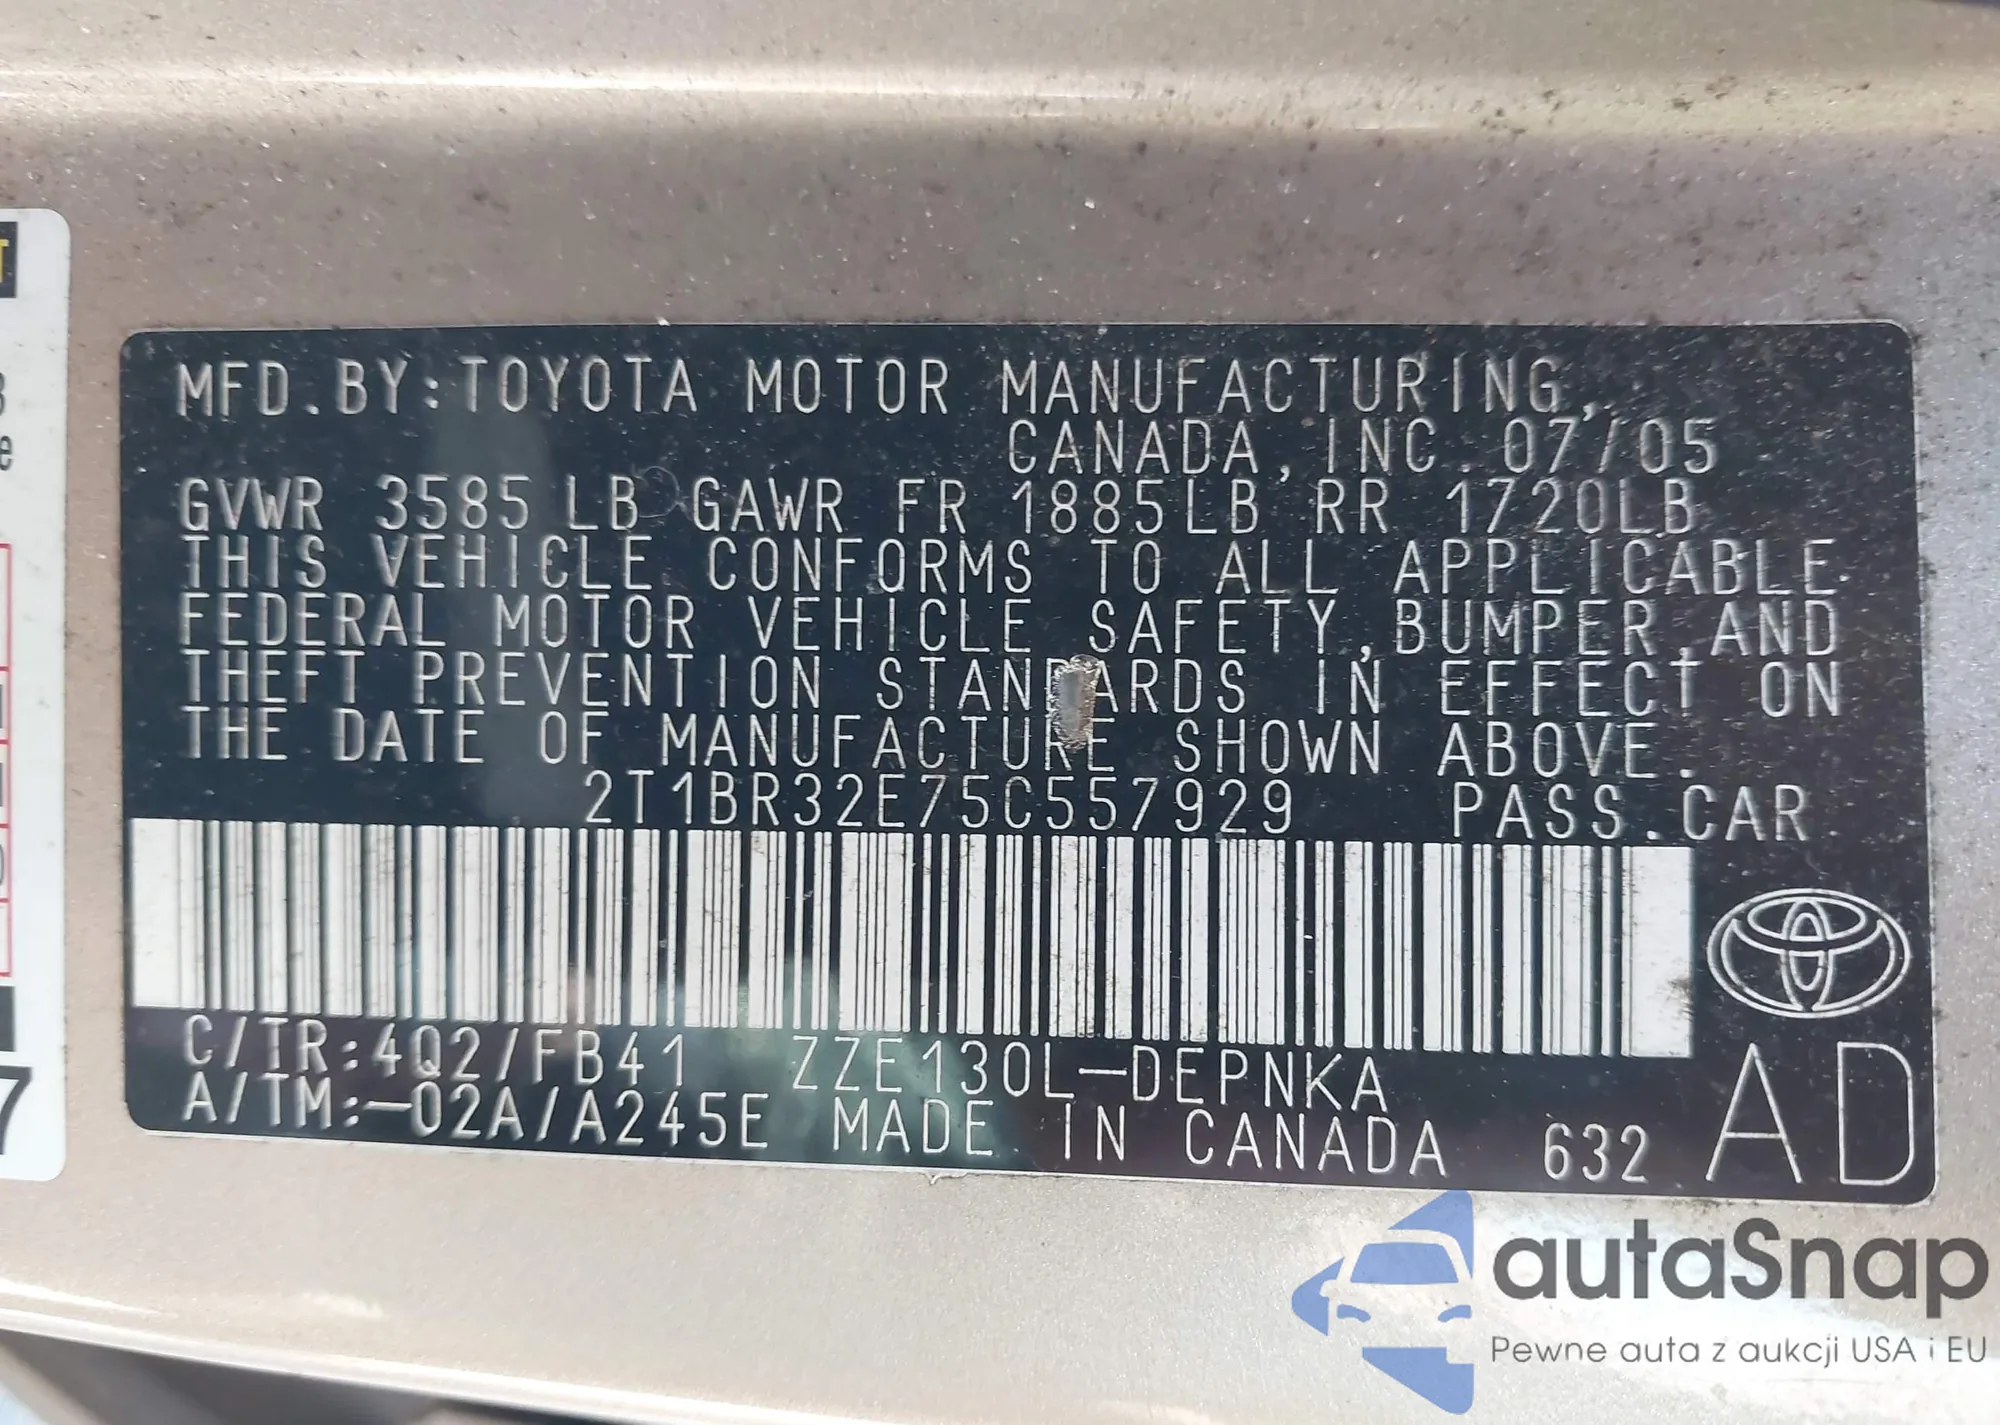 MFD.BY:TOYOTA MOTOR MANUFACTURING,
CANADA,INC.07/05
GVWR 3585LB GAWR FR 1885LB RR 1720LB
THIS VEHICLE CONFORMS TO ALL APPLICABLE
FEDERAL MOTOR VEHICLE SAFETY,BUMPER,AND
THEFT PREVENTION STANDARDS IN EFFECT ON
THE DATE OF MANUFACTURE SHOWN ABOVE.
2T1BR32E75C557929 PASS.CAR
C/TR:4Q2/FB41 ZZE130L-DEPNKA
A/TM:-02A/A245E MADE IN CANADA 632 AD
autaSnap
Pewne auta z aukcji USA i EU